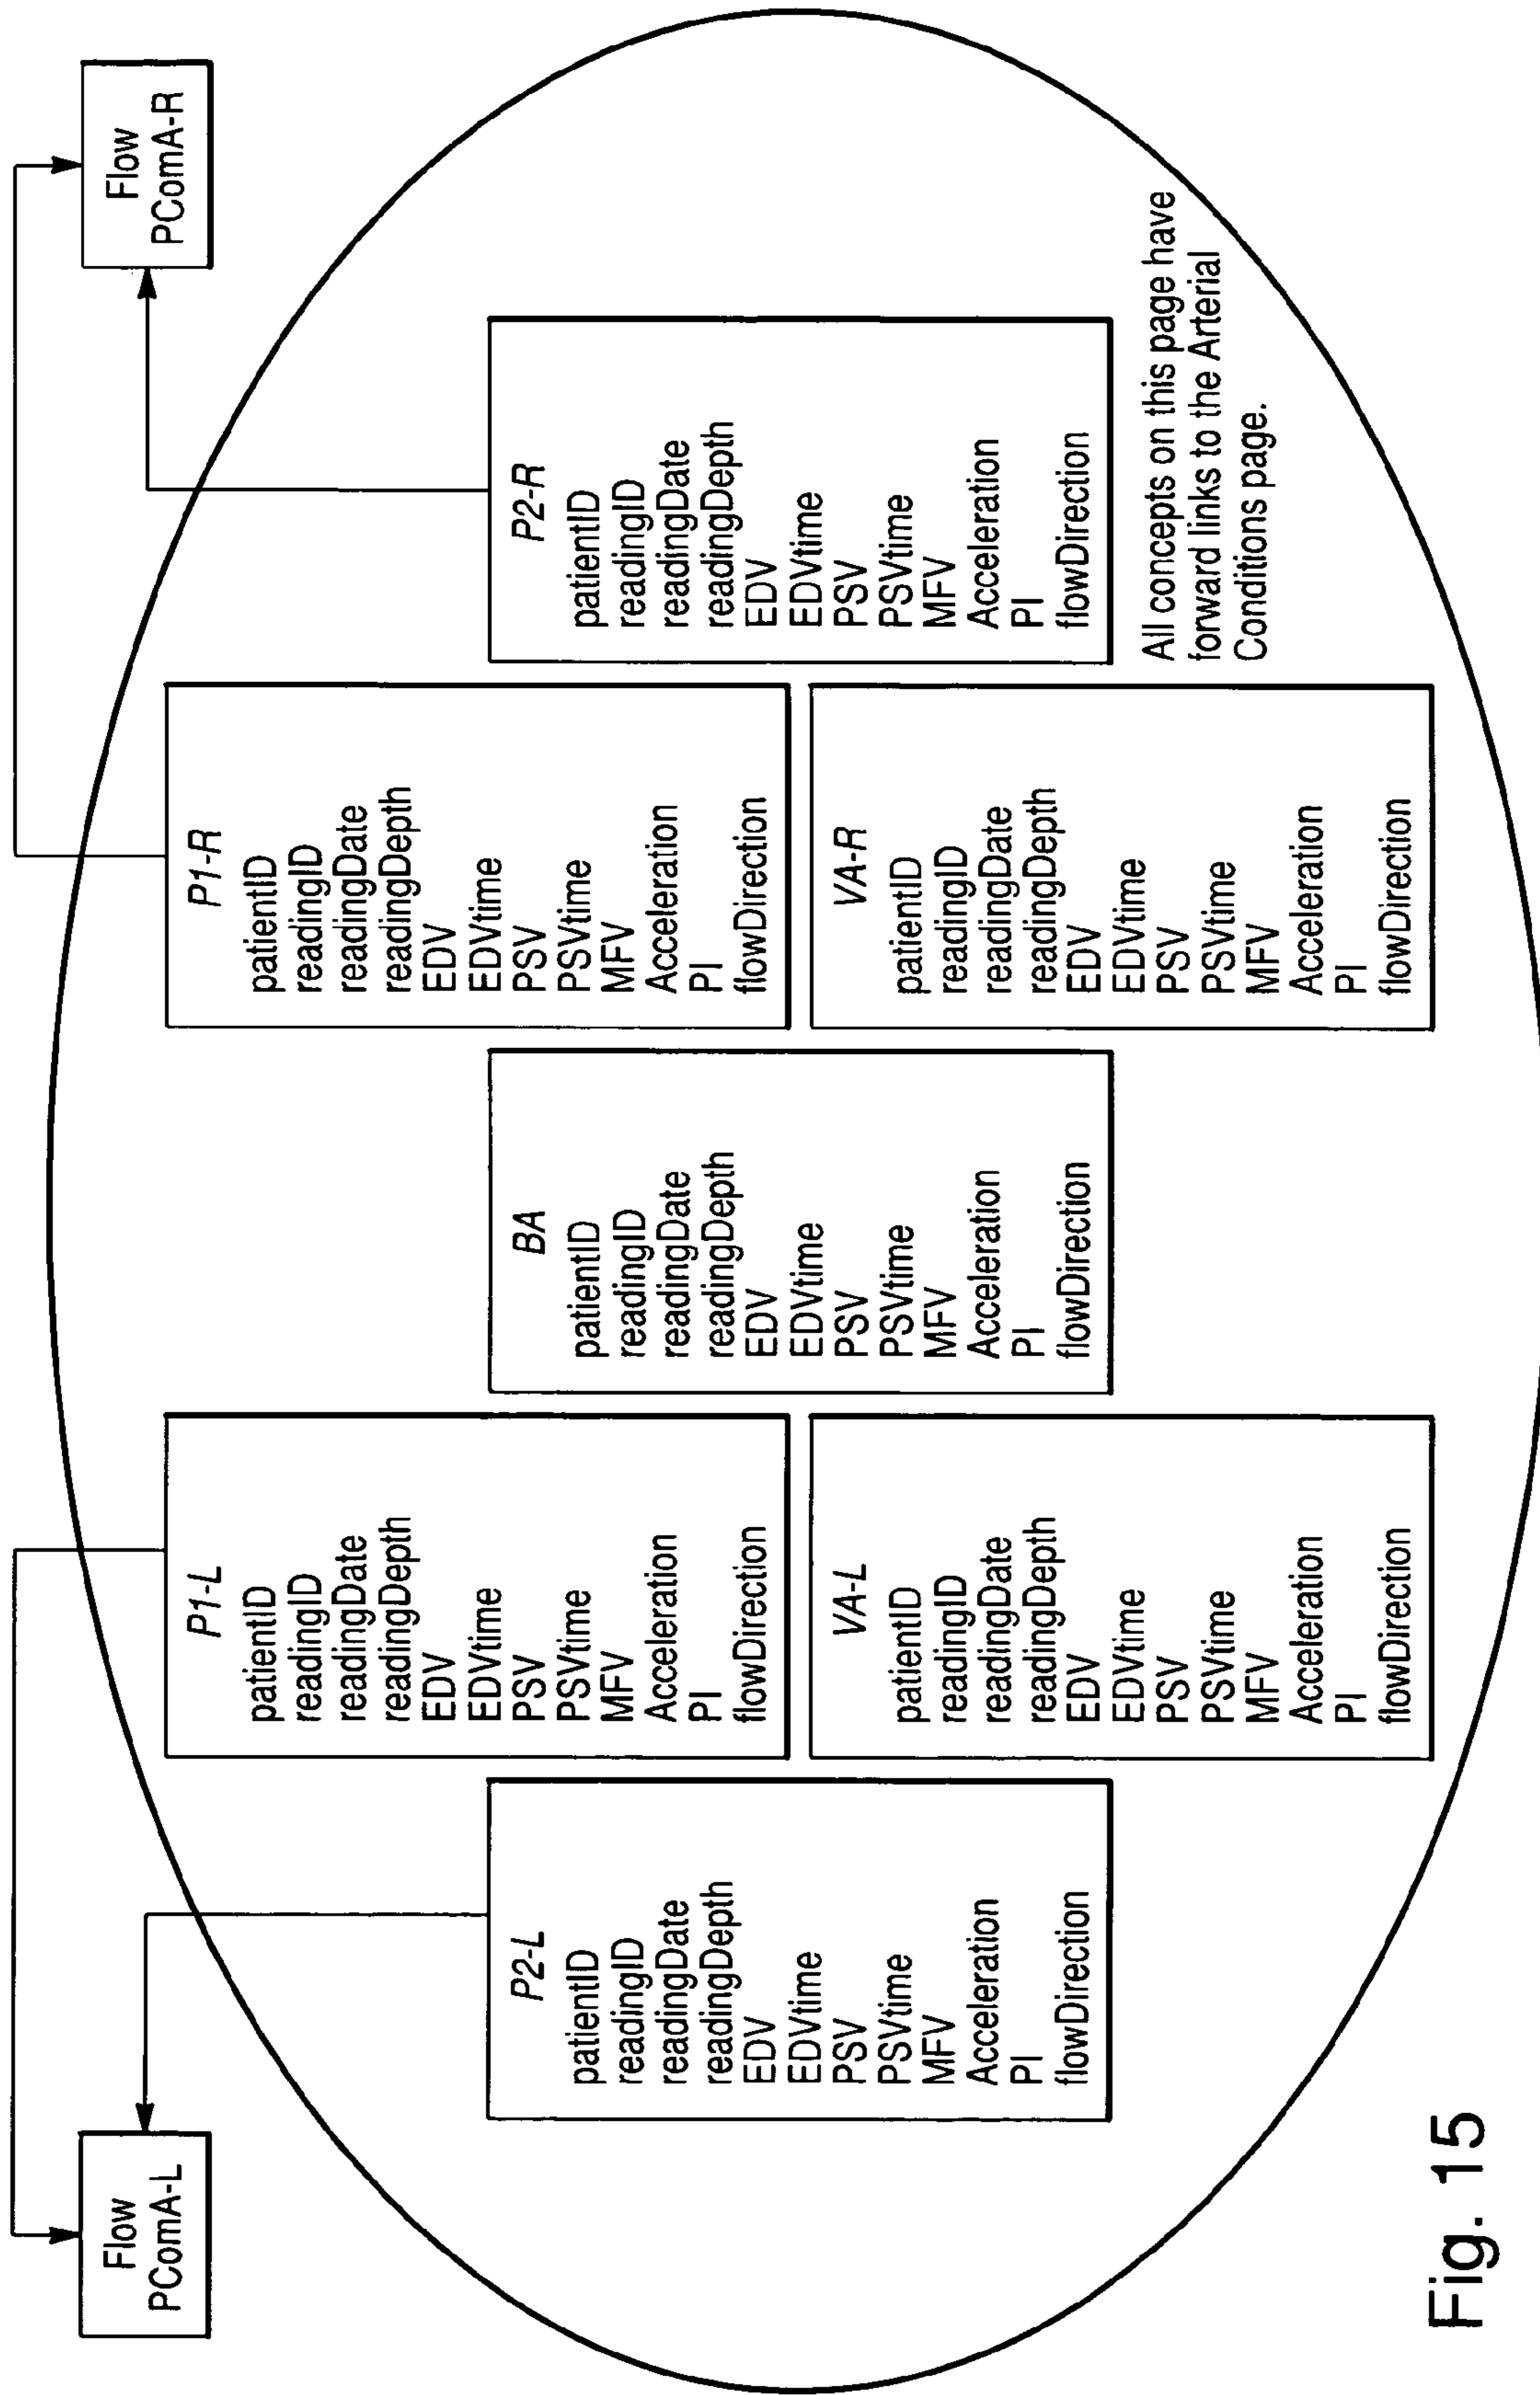 Flow
PComA-L
Flow
PComA-R
P2-L
patientID
readingID
readingDate
readingDepth
EDV
EDVtime
PSV
PSVtime
MFV
Acceleration
PI
flowDirection
P1-L
patientID
readingID
readingDate
readingDepth
EDV
EDVtime
PSV
PSVtime
MFV
Acceleration
PI
flowDirection
VA-L
patientID
readingID
readingDate
readingDepth
EDV
EDVtime
PSV
PSVtime
MFV
Acceleration
PI
flowDirection
BA
patientID
readingID
readingDate
readingDepth
EDV
EDVtime
PSV
PSVtime
MFV
Acceleration
PI
flowDirection
P1-R
patientID
readingID
readingDate
readingDepth
EDV
EDVtime
PSV
PSVtime
MFV
Acceleration
PI
flowDirection
VA-R
patientID
readingID
readingDate
readingDepth
EDV
EDVtime
PSV
PSVtime
MFV
Acceleration
PI
flowDirection
P2-R
patientID
readingID
readingDate
readingDepth
EDV
EDVtime
PSV
PSVtime
MFV
Acceleration
PI
flowDirection
All concepts on this page have
forward links to the Arterial
Conditions page.
Fig. 15